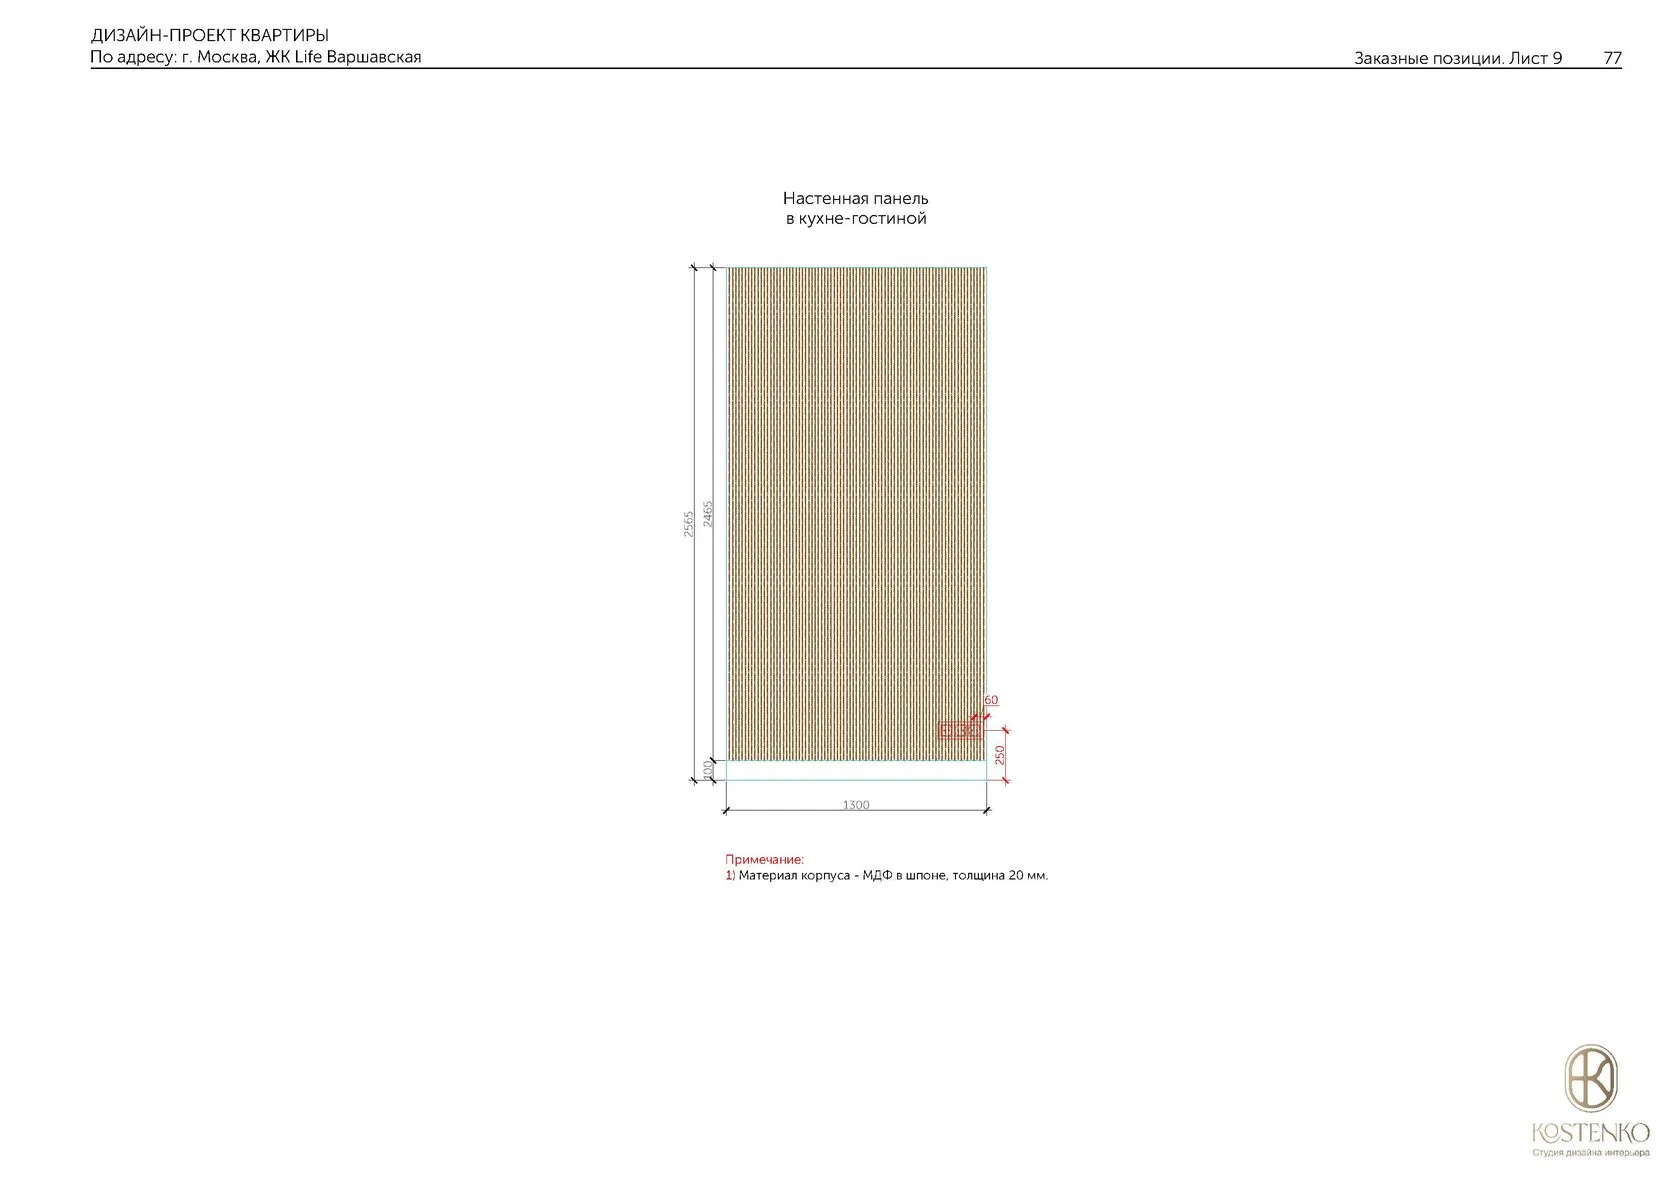 ДИЗАЙН-ПРОЕКТ КВАРТИРЫ
По адресу: г. Москва, ЖК Life Варшавская
Заказные позиции. Лист 9 77
Настенная панель
в кухне-гостиной
2565
2465
100
60
250
1300
Примечание:
1) Материал корпуса - МДФ в шпоне, толщина 20 мм.
KOSTENKO
Студия дизайна интерьера